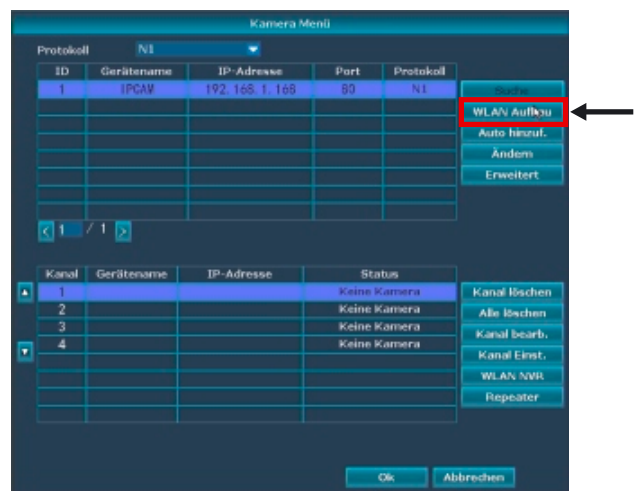 Kamera Menü
Protokoll N1
ID Gerätename IP-Adresse Port Protokoll
1 IPCAM 192. 168. 1. 168 80 N1
Suche
WLAN Aufbau
Auto hinzuf.
Ändern
Erweitert
< 1 / 1 >
Kanal Gerätename IP-Adresse Status
1 Keine Kamera
2 Keine Kamera
3 Keine Kamera
4 Keine Kamera
Kanal löschen
Alle löschen
Kanal bearb.
Kanal Einst.
WLAN NVR
Repeater
Ok Abbrechen